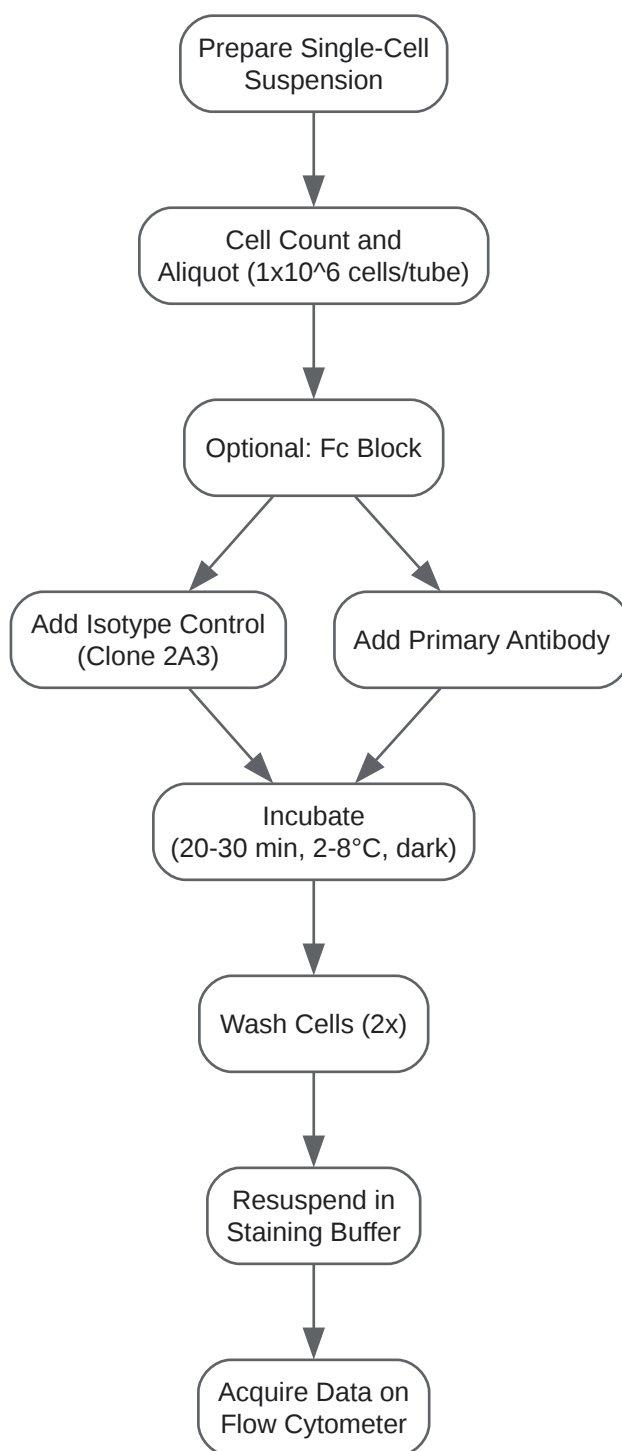 Prepare Single-Cell
Suspension
Cell Count and
Aliquot (1x10^6 cells/tube)
Optional: Fc Block
Add Isotype Control
(Clone 2A3)
Add Primary Antibody
Incubate
(20-30 min, 2-8°C, dark)
Wash Cells (2x)
Resuspend in
Staining Buffer
Acquire Data on
Flow Cytometer